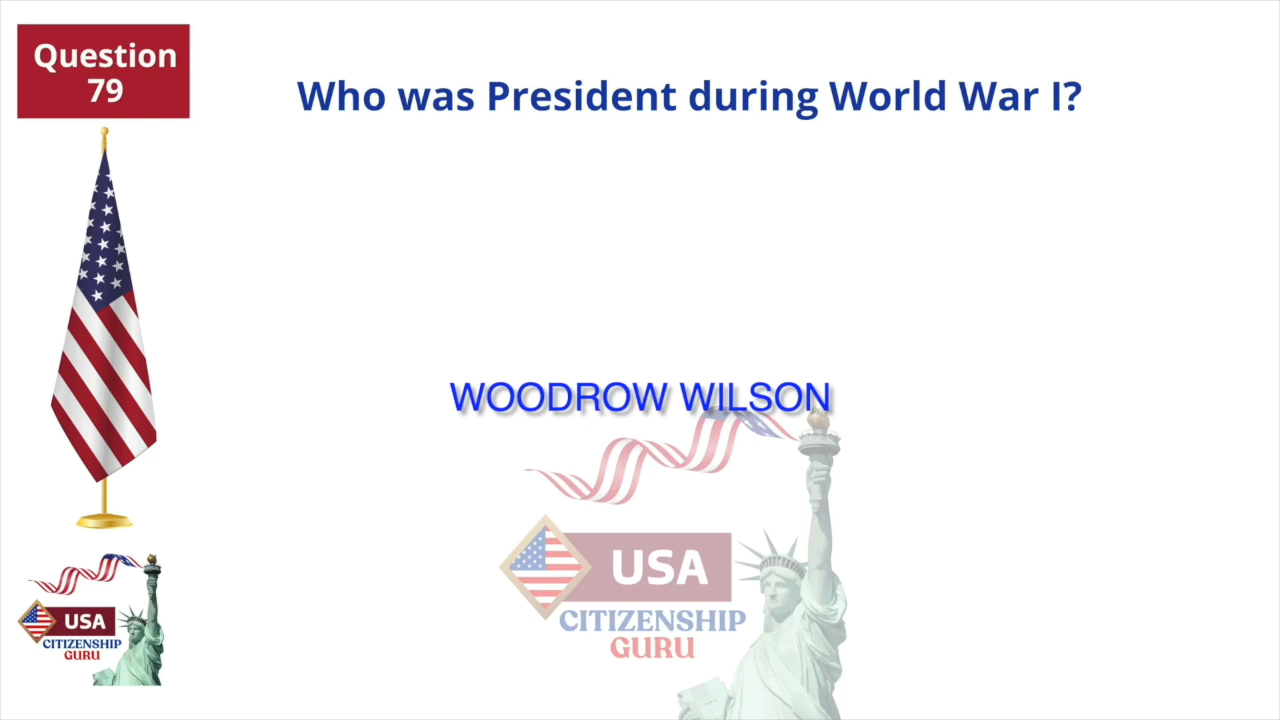 Question
79
Who was President during World War I?
WOODROW WILSON
USA
CITIZENSHIP
GURU
USA
CITIZENSHIP
GURU